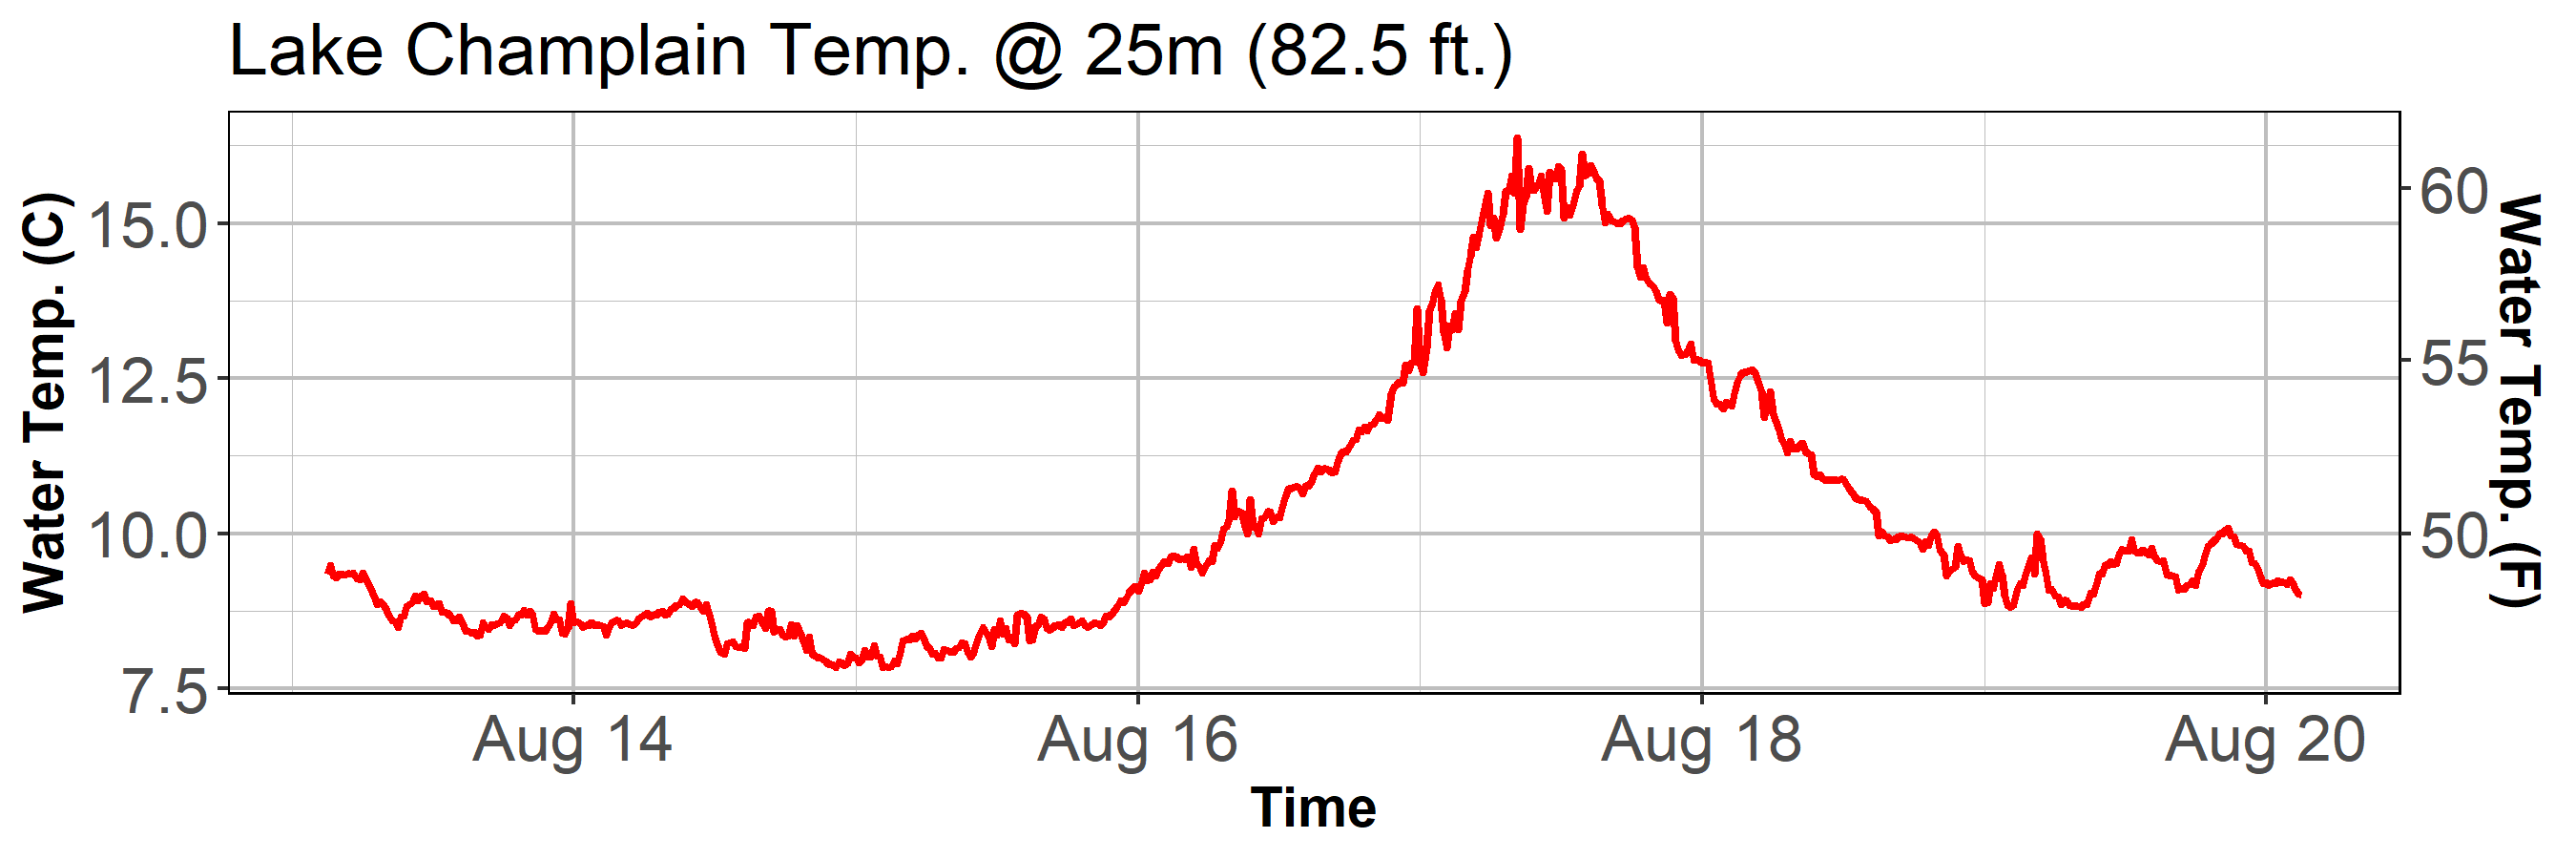 Lake Champlain Temp. @ 25m (82.5 ft.)
Water Temp. (C)
15.0
12.5
10.0
7.5
60
55
50
Water Temp. (F)
Aug 14 Aug 16 Aug 18 Aug 20
Time